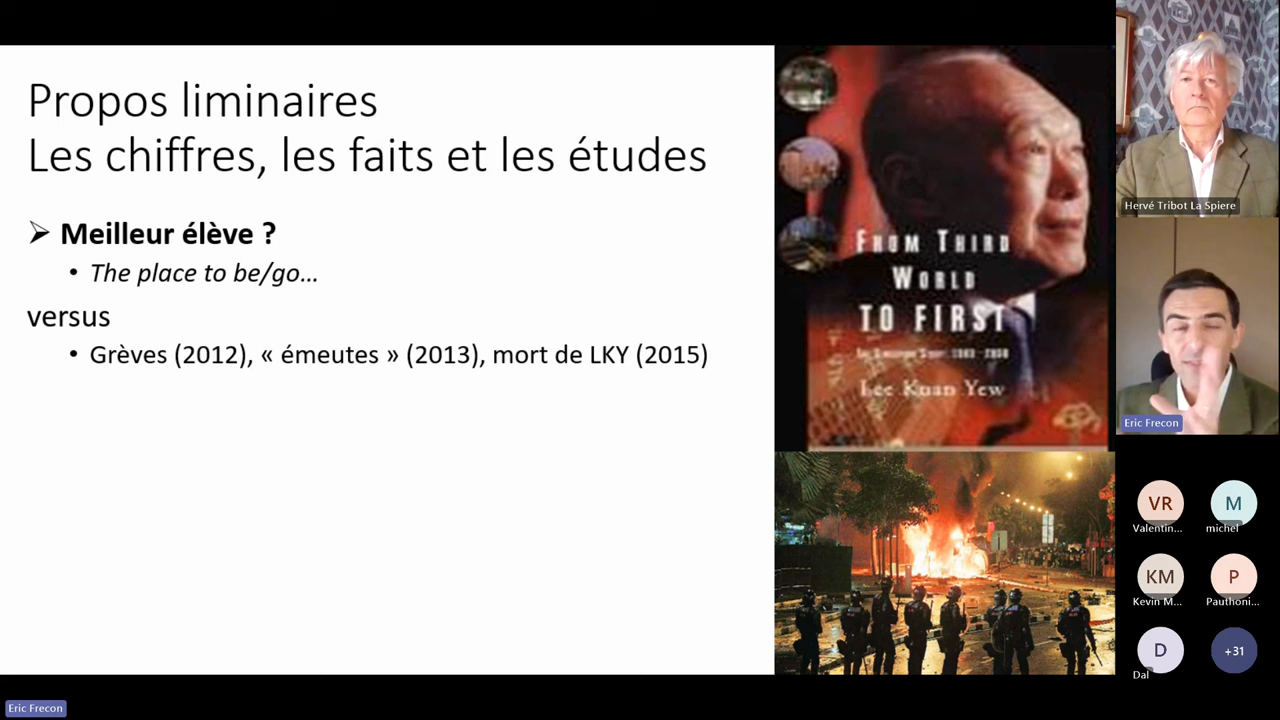 Propos liminaires
Les chiffres, les faits et les études
➤ Meilleur élève ?
• The place to be/go...
versus
• Grèves (2012), « émeutes » (2013), mort de LKY (2015)
FROM THIRD
WORLD
TO FIRST
Lee Kuan Yew
Hervé Tribot La Spiere
Eric Frecon
VR
Valentin...
M
michel
KM
Kevin M...
P
Pauthoni...
D
Dal
+31
Eric Frecon